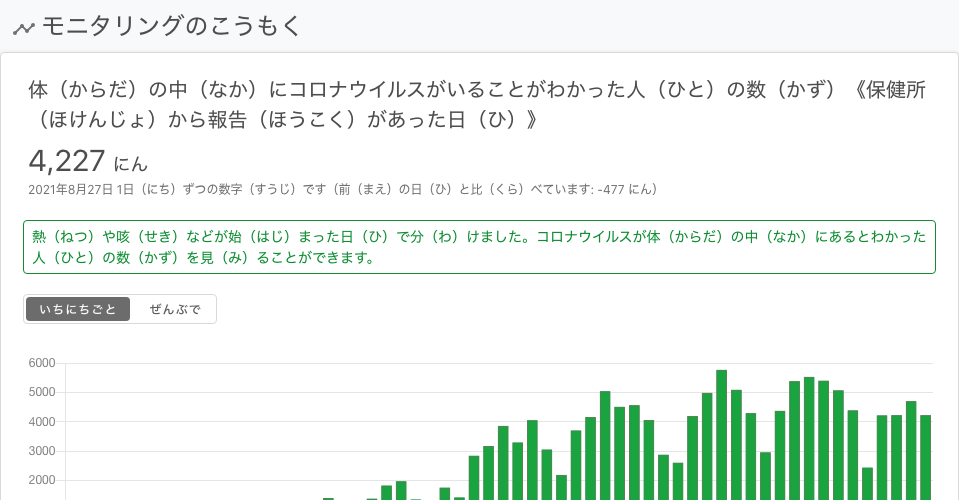 モニタリングのこうもく
体（からだ）の中（なか）にコロナウイルスがいることがわかった人（ひと）の数（かず）《保健所
（ほけんじょ）から報告（ほうこく）があった日（ひ）》
4,227 にん
2021年8月27日 1日（にち）ずつの数字（すうじ）です（前（まえ）の日（ひ）と比（くら）べています: -477 にん）
熱（ねつ）や咳（せき）などが始（はじ）まった日（ひ）で分（わ）けました。コロナウイルスが体（からだ）の中（なか）にあるとわかった
人（ひと）の数（かず）を見（み）ることができます。
いちにちごと ぜんぶで
6000
5000
4000
3000
2000